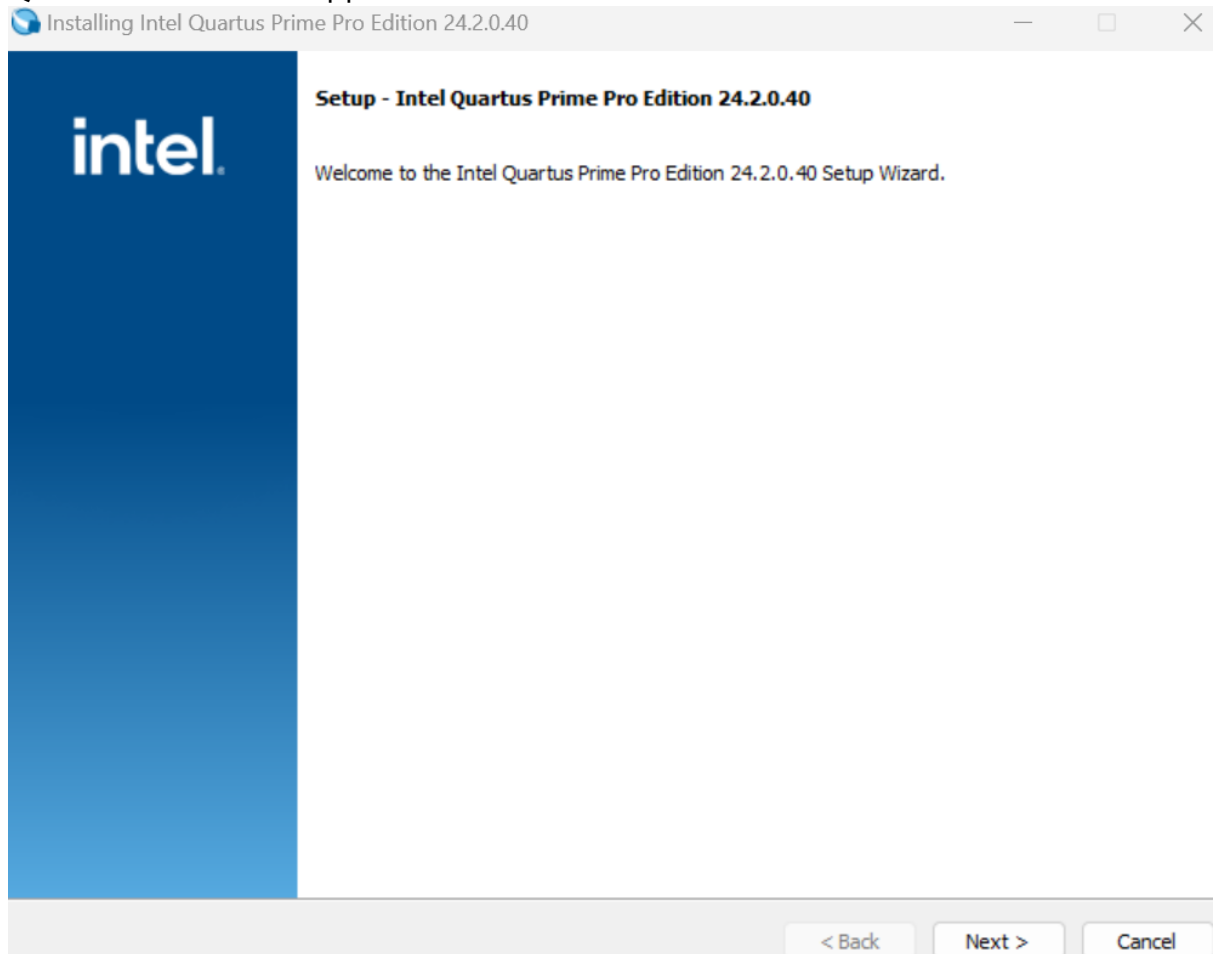 Installing Intel Quartus Prime Pro Edition 24.2.0.40
intel.
Setup - Intel Quartus Prime Pro Edition 24.2.0.40
Welcome to the Intel Quartus Prime Pro Edition 24.2.0.40 Setup Wizard.
< Back
Next >
Cancel